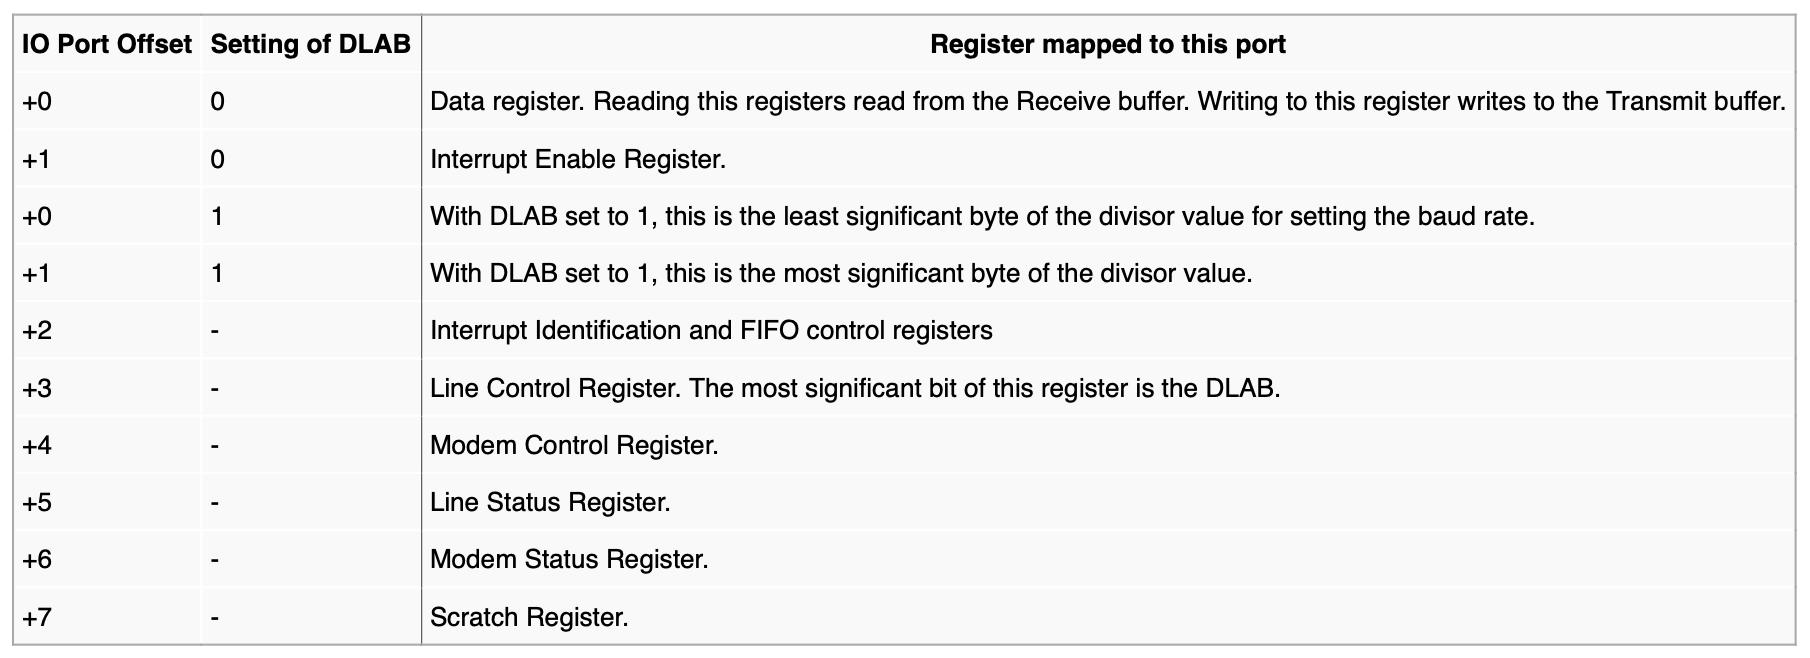 IO Port Offset Setting of DLAB Register mapped to this port
+0 0 Data register. Reading this registers read from the Receive buffer. Writing to this register writes to the Transmit buffer.
+1 0 Interrupt Enable Register.
+0 1 With DLAB set to 1, this is the least significant byte of the divisor value for setting the baud rate.
+1 1 With DLAB set to 1, this is the most significant byte of the divisor value.
+2 - Interrupt Identification and FIFO control registers
+3 - Line Control Register. The most significant bit of this register is the DLAB.
+4 - Modem Control Register.
+5 - Line Status Register.
+6 - Modem Status Register.
+7 - Scratch Register.